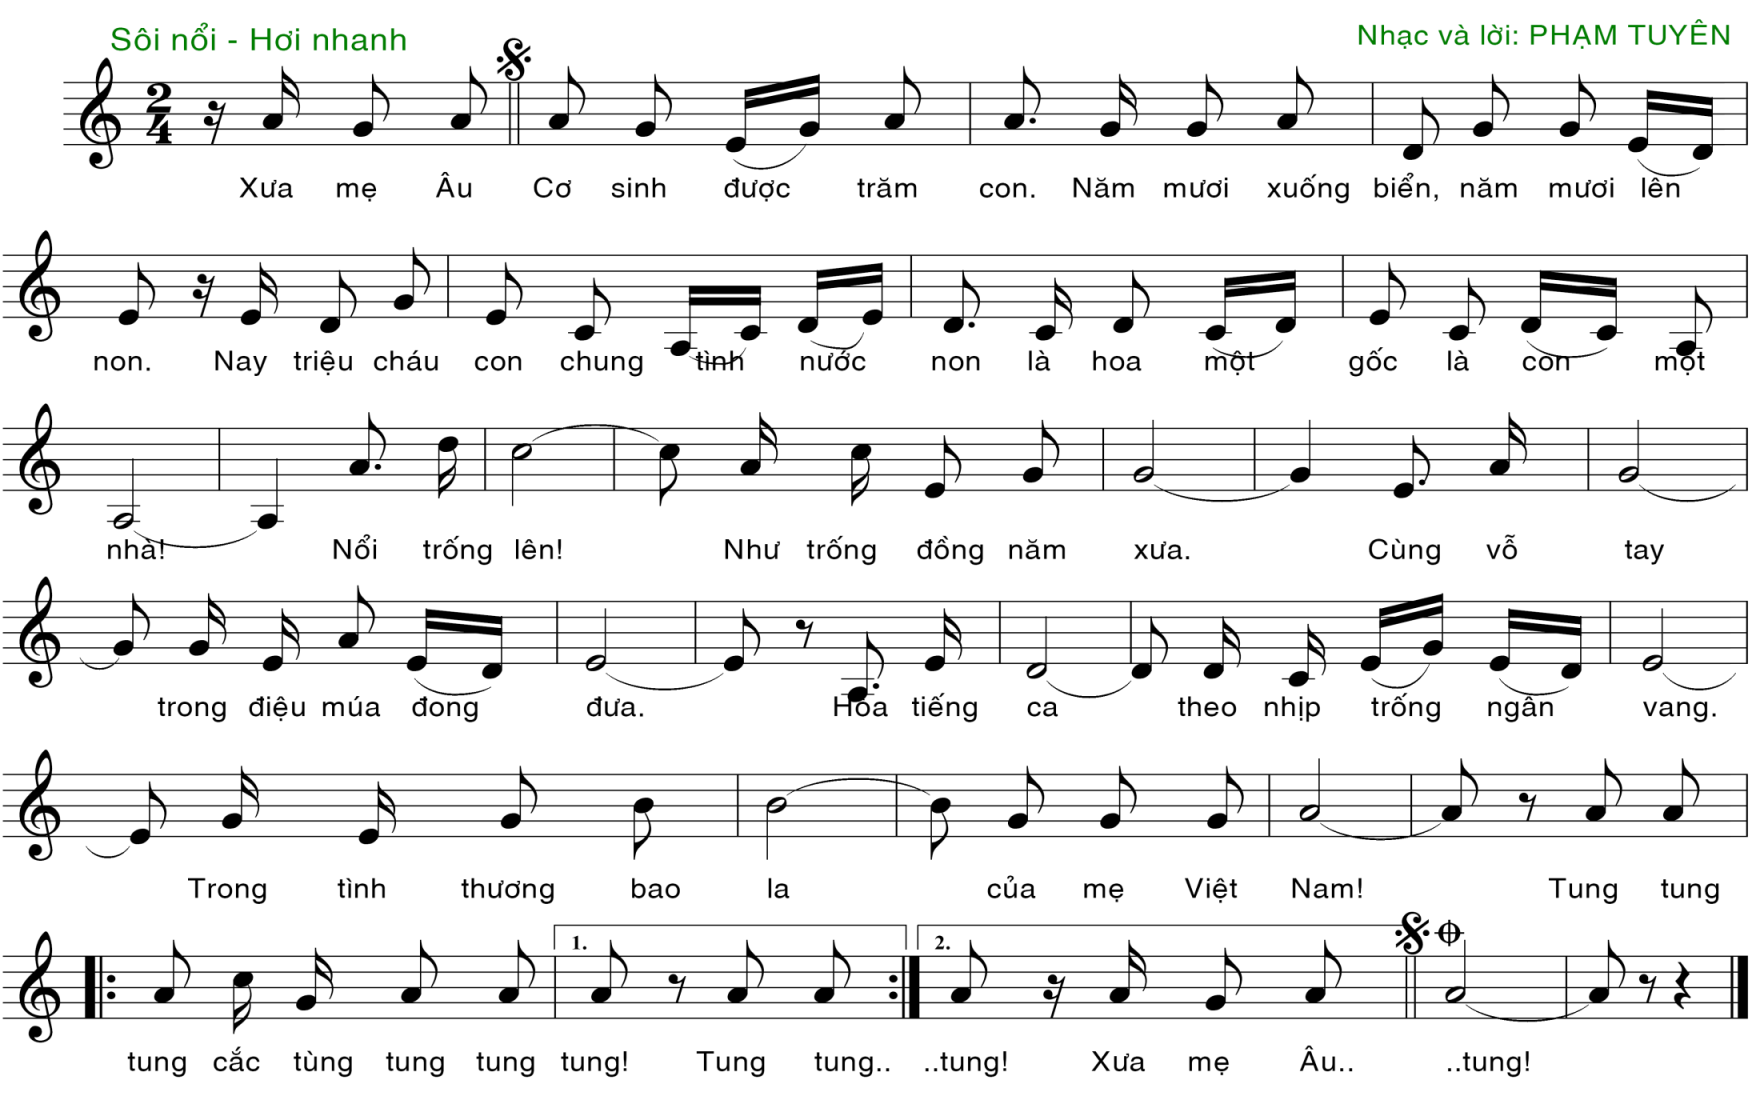 Sôi nổi - Hơi nhanh
Nhạc và lời: PHẠM TUYÊN
2
4
Xưa mẹ Âu Cơ sinh được trăm con. Năm mươi xuống biển, năm mươi lên
non. Nay triệu cháu con chung tình nước non là hoa một gốc là con một
nhà! Nổi trống lên! Như trống đồng năm xưa. Cùng vỗ tay
trong điệu múa đong đưa. Hòa tiếng ca theo nhịp trống ngân vang.
Trong tình thương bao la của mẹ Việt Nam! Tung tung
1. 2.
tung cắc tùng tung tung tung! Tung tung.. ..tung! Xưa mẹ Âu.. ..tung!